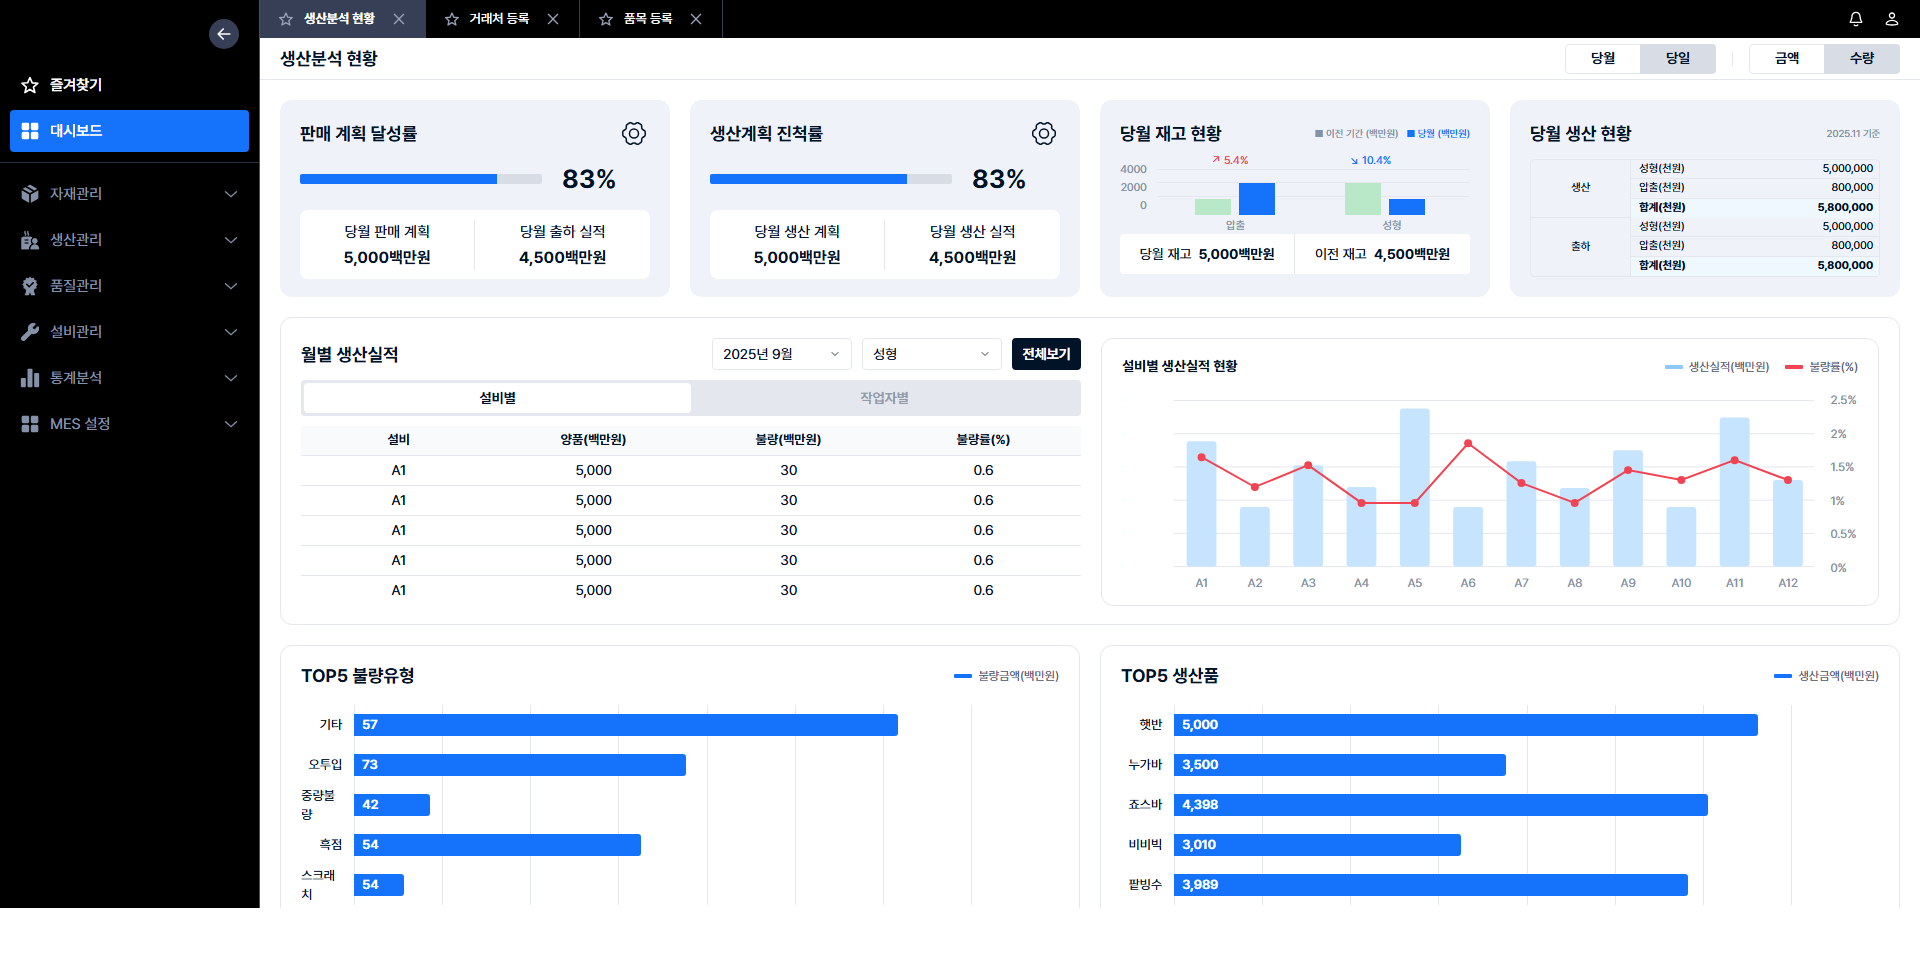 생산분석 현황
거래처 등록
품목 등록
즐겨찾기
대시보드
자재관리
생산관리
품질관리
설비관리
통계분석
MES 설정
생산분석 현황
당월 당일 금액 수량
판매 계획 달성률
83%
당월 판매 계획 당월 출하 실적
5,000백만원 4,500백만원
생산계획 진척률
83%
당월 생산 계획 당월 생산 실적
5,000백만원 4,500백만원
당월 재고 현황
이전 기간 (백만원) 당월 (백만원)
5.4% 10.4%
4000
2000
0
압출 성형
당월 재고 5,000백만원 이전 재고 4,500백만원
당월 생산 현황
2025.11 기준
생산
성형(천원) 5,000,000
압출(천원) 800,000
합계(천원) 5,800,000
출하
성형(천원) 5,000,000
압출(천원) 800,000
합계(천원) 5,800,000
월별 생산실적
2025년 9월 성형 전체보기
설비별 작업자별
설비 양품(백만원) 불량(백만원) 불량률(%)
A1 5,000 30 0.6
A1 5,000 30 0.6
A1 5,000 30 0.6
A1 5,000 30 0.6
A1 5,000 30 0.6
설비별 생산실적 현황
생산실적(백만원) 불량률(%)
2.5%
2%
1.5%
1%
0.5%
0%
A1 A2 A3 A4 A5 A6 A7 A8 A9 A10 A11 A12
TOP5 불량유형
불량금액(백만원)
기타 57
오투입 73
중량불
량
42
흑점 54
스크래
치
54
TOP5 생산품
생산금액(백만원)
햇반 5,000
누가바 3,500
죠스바 4,398
비비빅 3,010
팥빙수 3,989